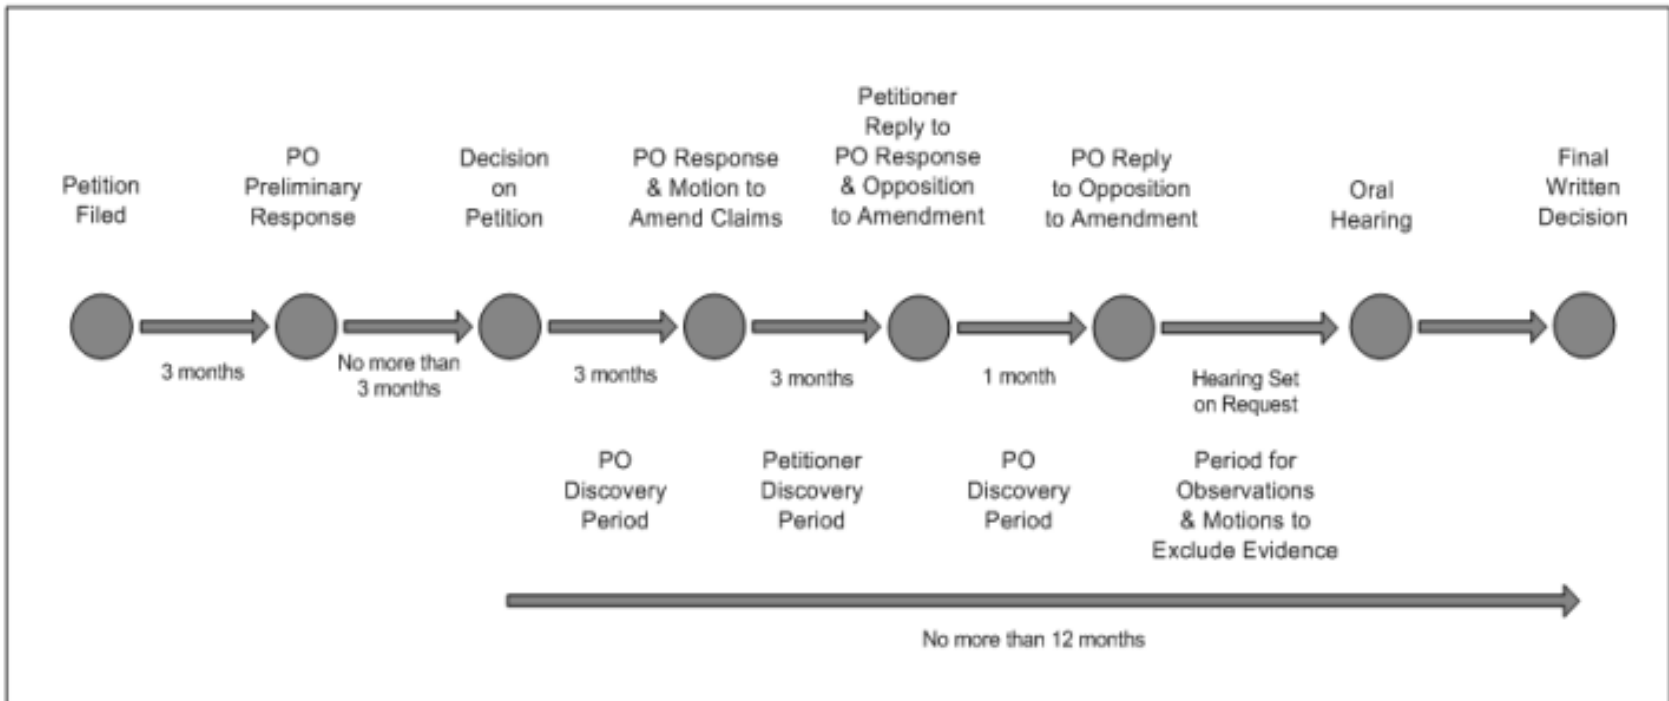 Petition
Filed
PO
Preliminary
Response
Decision
on
Petition
PO Response
& Motion to
Amend Claims
Petitioner
Reply to
PO Response
& Opposition
to Amendment
PO Reply
to Opposition
to Amendment
Oral
Hearing
Final
Written
Decision
3 months
No more than
3 months
3 months
3 months
1 month
Hearing Set
on Request
PO
Discovery
Period
Petitioner
Discovery
Period
PO
Discovery
Period
Period for
Observations
& Motions to
Exclude Evidence
No more than 12 months